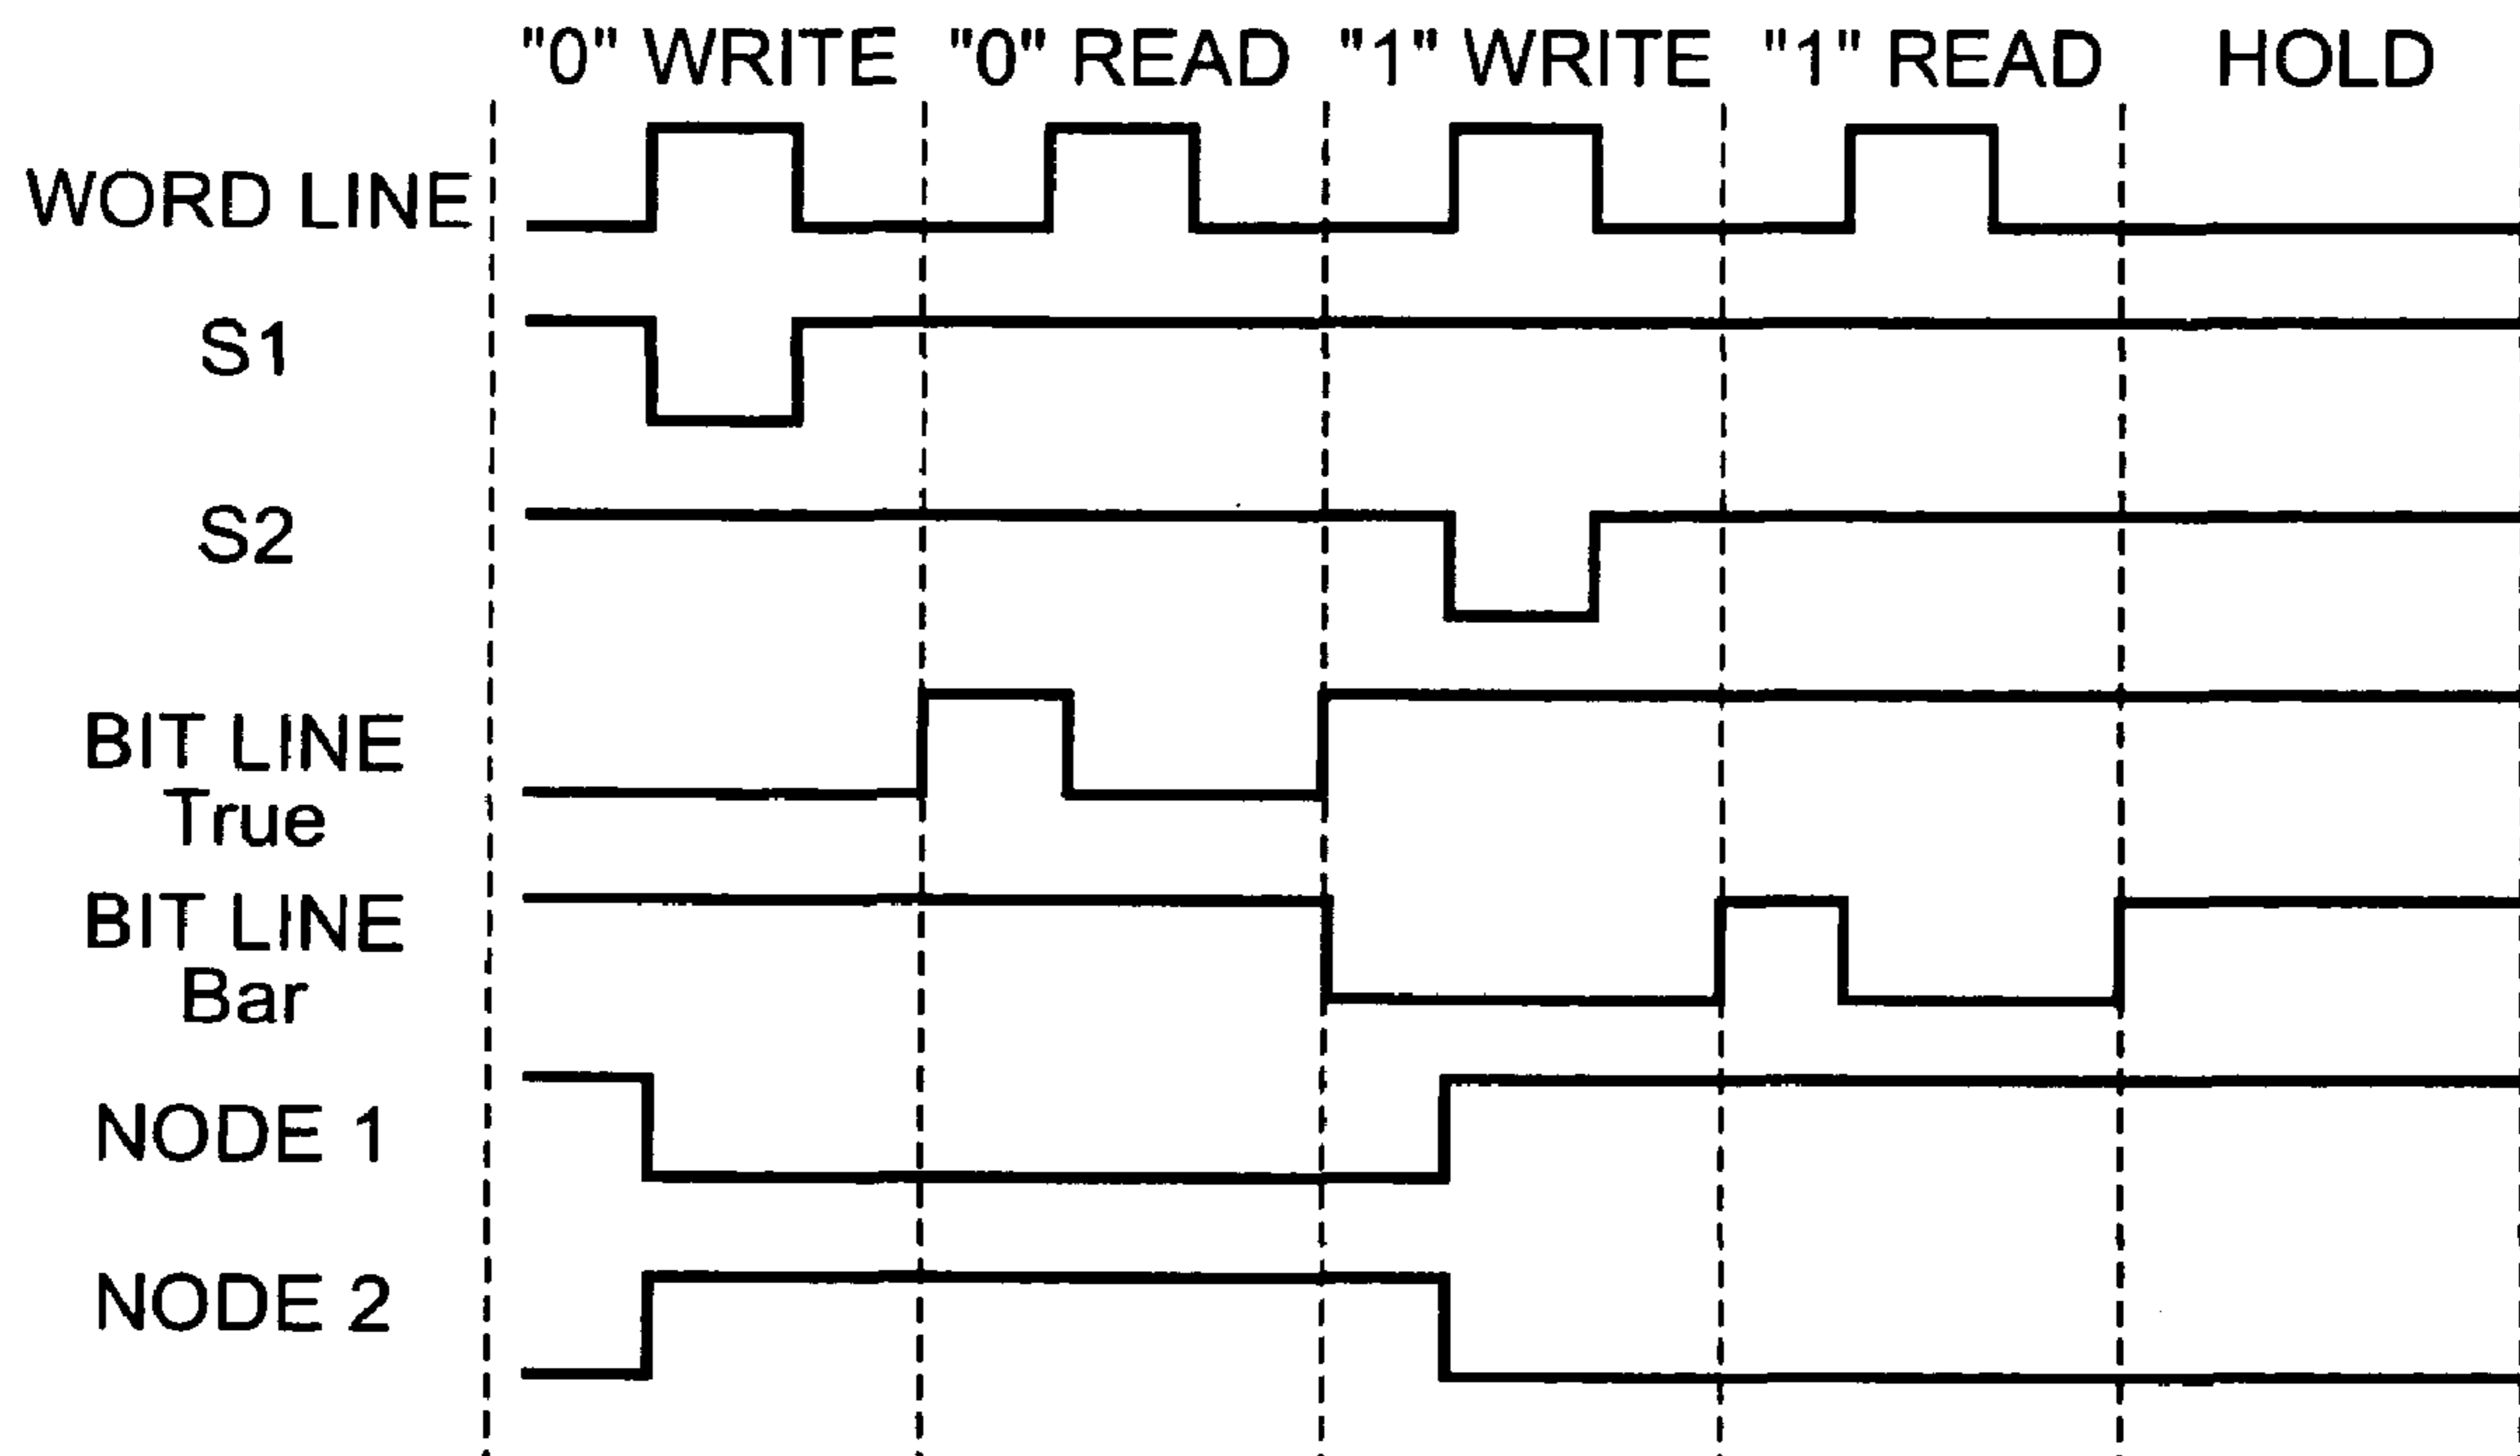 "0" WRITE "0" READ "1" WRITE "1" READ HOLD
WORD LINE
S1
S2
BIT LINE
True
BIT LINE
Bar
NODE 1
NODE 2